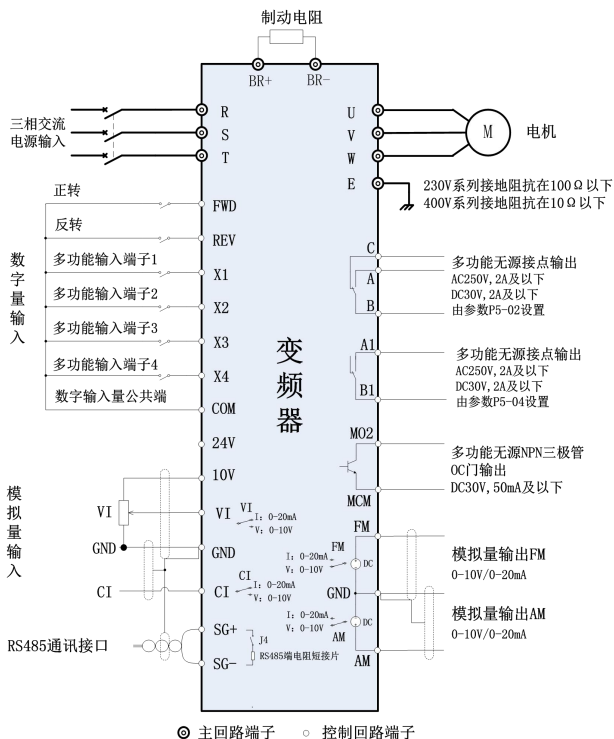 制动电阻
BR+
BR-
三相交流
电源输入
R
S
T
U
V
W
E
M
电机
230V系列接地阻抗在100Ω以下
400V系列接地阻抗在10Ω以下
数字量输入
正转
FWD
反转
REV
多功能输入端子1
X1
多功能输入端子2
X2
多功能输入端子3
X3
多功能输入端子4
X4
数字输入量公共端
COM
24V
变频器
C
A
B
多功能无源接点输出
AC250V,2A及以下
DC30V,2A及以下
由参数P5-02设置
A1
B1
多功能无源接点输出
AC250V,2A及以下
DC30V,2A及以下
由参数P5-04设置
MO2
MCM
多功能无源NPN三极管
OC门输出
DC30V,50mA及以下
模拟量输入
10V
VI
VI
VI
I: 0-20mA
V: 0-10V
GND
GND
CI
CI
CI
I: 0-20mA
V: 0-10V
FM
FM
I: 0-20mA
V: 0-10V
DC
GND
I: 0-20mA
V: 0-10V
DC
AM
AM
模拟量输出FM
0-10V/0-20mA
模拟量输出AM
0-10V/0-20mA
RS485通讯接口
SG+
SG-
J4
RS485端电阻短接片
主回路端子
控制回路端子